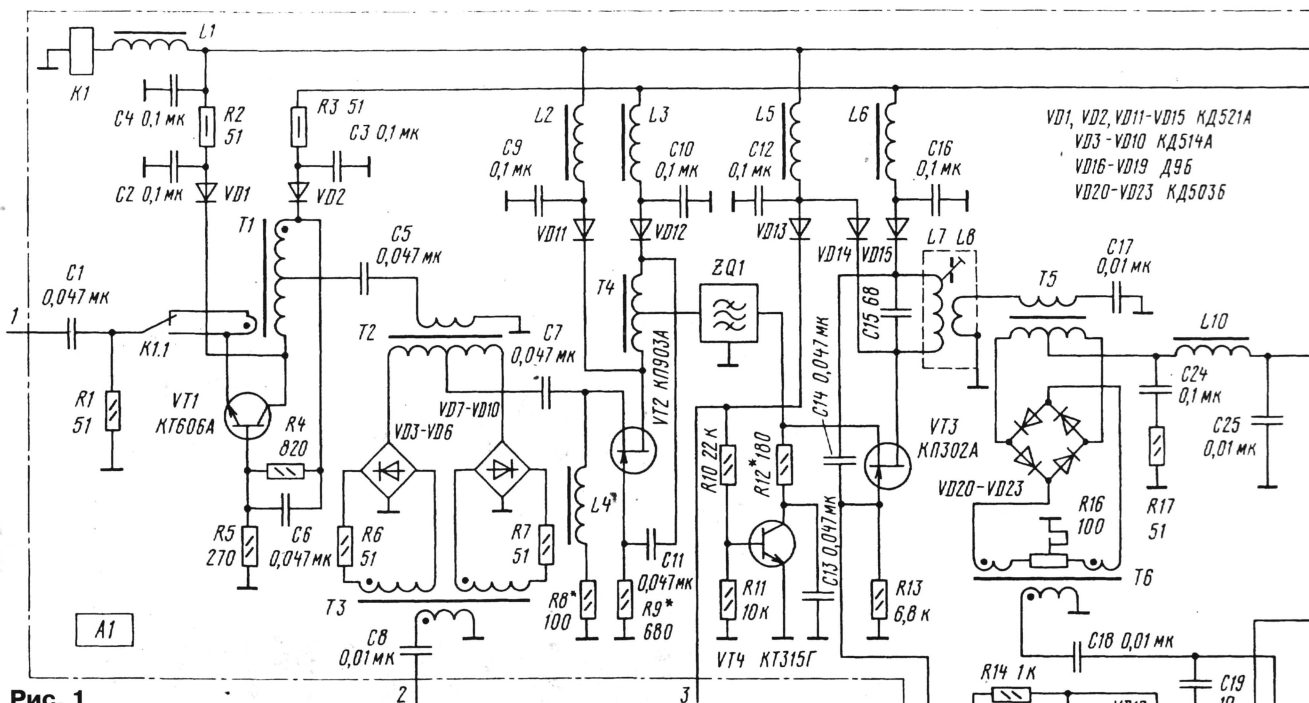 K1
L1
C4 0,1 мк
R2
51
R3 51
C3 0,1 мк
C2 0,1 мк
VD1
VD2
T1
C1
0,047 мк
1
K1.1
R1
51
VT1
КТ606А
R4
820
R5
270
C6
0,047 мк
C5
0,047 мк
T2
C7
0,047 мк
VD7-VD10
VD3-VD6
R6
51
R7
51
T3
C8
0,01 мк
2
L2
L3
C9
0,1 мк
C10
0,1 мк
VD11
VD12
T4
VT2 КП903А
L4*
C11
0,047 мк
R8*
100
R9*
680
ZQ1
L5
L6
C12
0,1 мк
C16
0,1 мк
VD13
VD14
VD15
R10 22 к
R12* 180
R11
10 к
VT4 КТ315Г
3
C14 0,047 мк
C13 0,047 мк
C15 68
L7
L8
VT3
КП302А
R13
6,8 к
VD1, VD2, VD11-VD15 КД521А
VD3-VD10 КД514А
VD16-VD19 Д9Б
VD20-VD23 КД503Б
C17
0,01 мк
T5
L10
C24
0,1 мк
C25
0,01 мк
VD20-VD23
R16
100
R17
51
T6
C18 0,01 мк
R14 1 к
C19
A1
Рис. 1